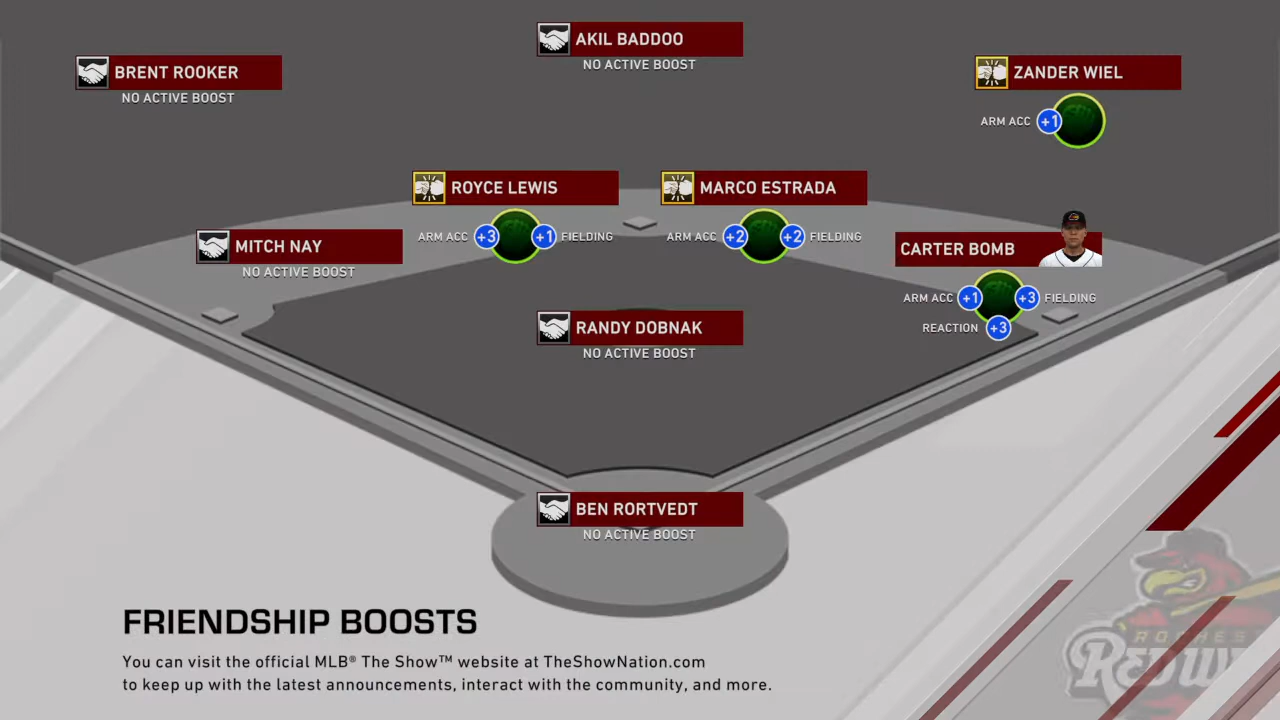 AKIL BADDOO
NO ACTIVE BOOST
BRENT ROOKER
NO ACTIVE BOOST
ZANDER WIEL
ARM ACC +1
ROYCE LEWIS
ARM ACC +3 +1 FIELDING
MARCO ESTRADA
ARM ACC +2 +2 FIELDING
MITCH NAY
NO ACTIVE BOOST
CARTER BOMB
ARM ACC +1 +3 FIELDING
REACTION +3
RANDY DOBNAK
NO ACTIVE BOOST
BEN RORTVEDT
NO ACTIVE BOOST
FRIENDSHIP BOOSTS
You can visit the official MLB® The Show™ website at TheShowNation.com
to keep up with the latest announcements, interact with the community, and more.